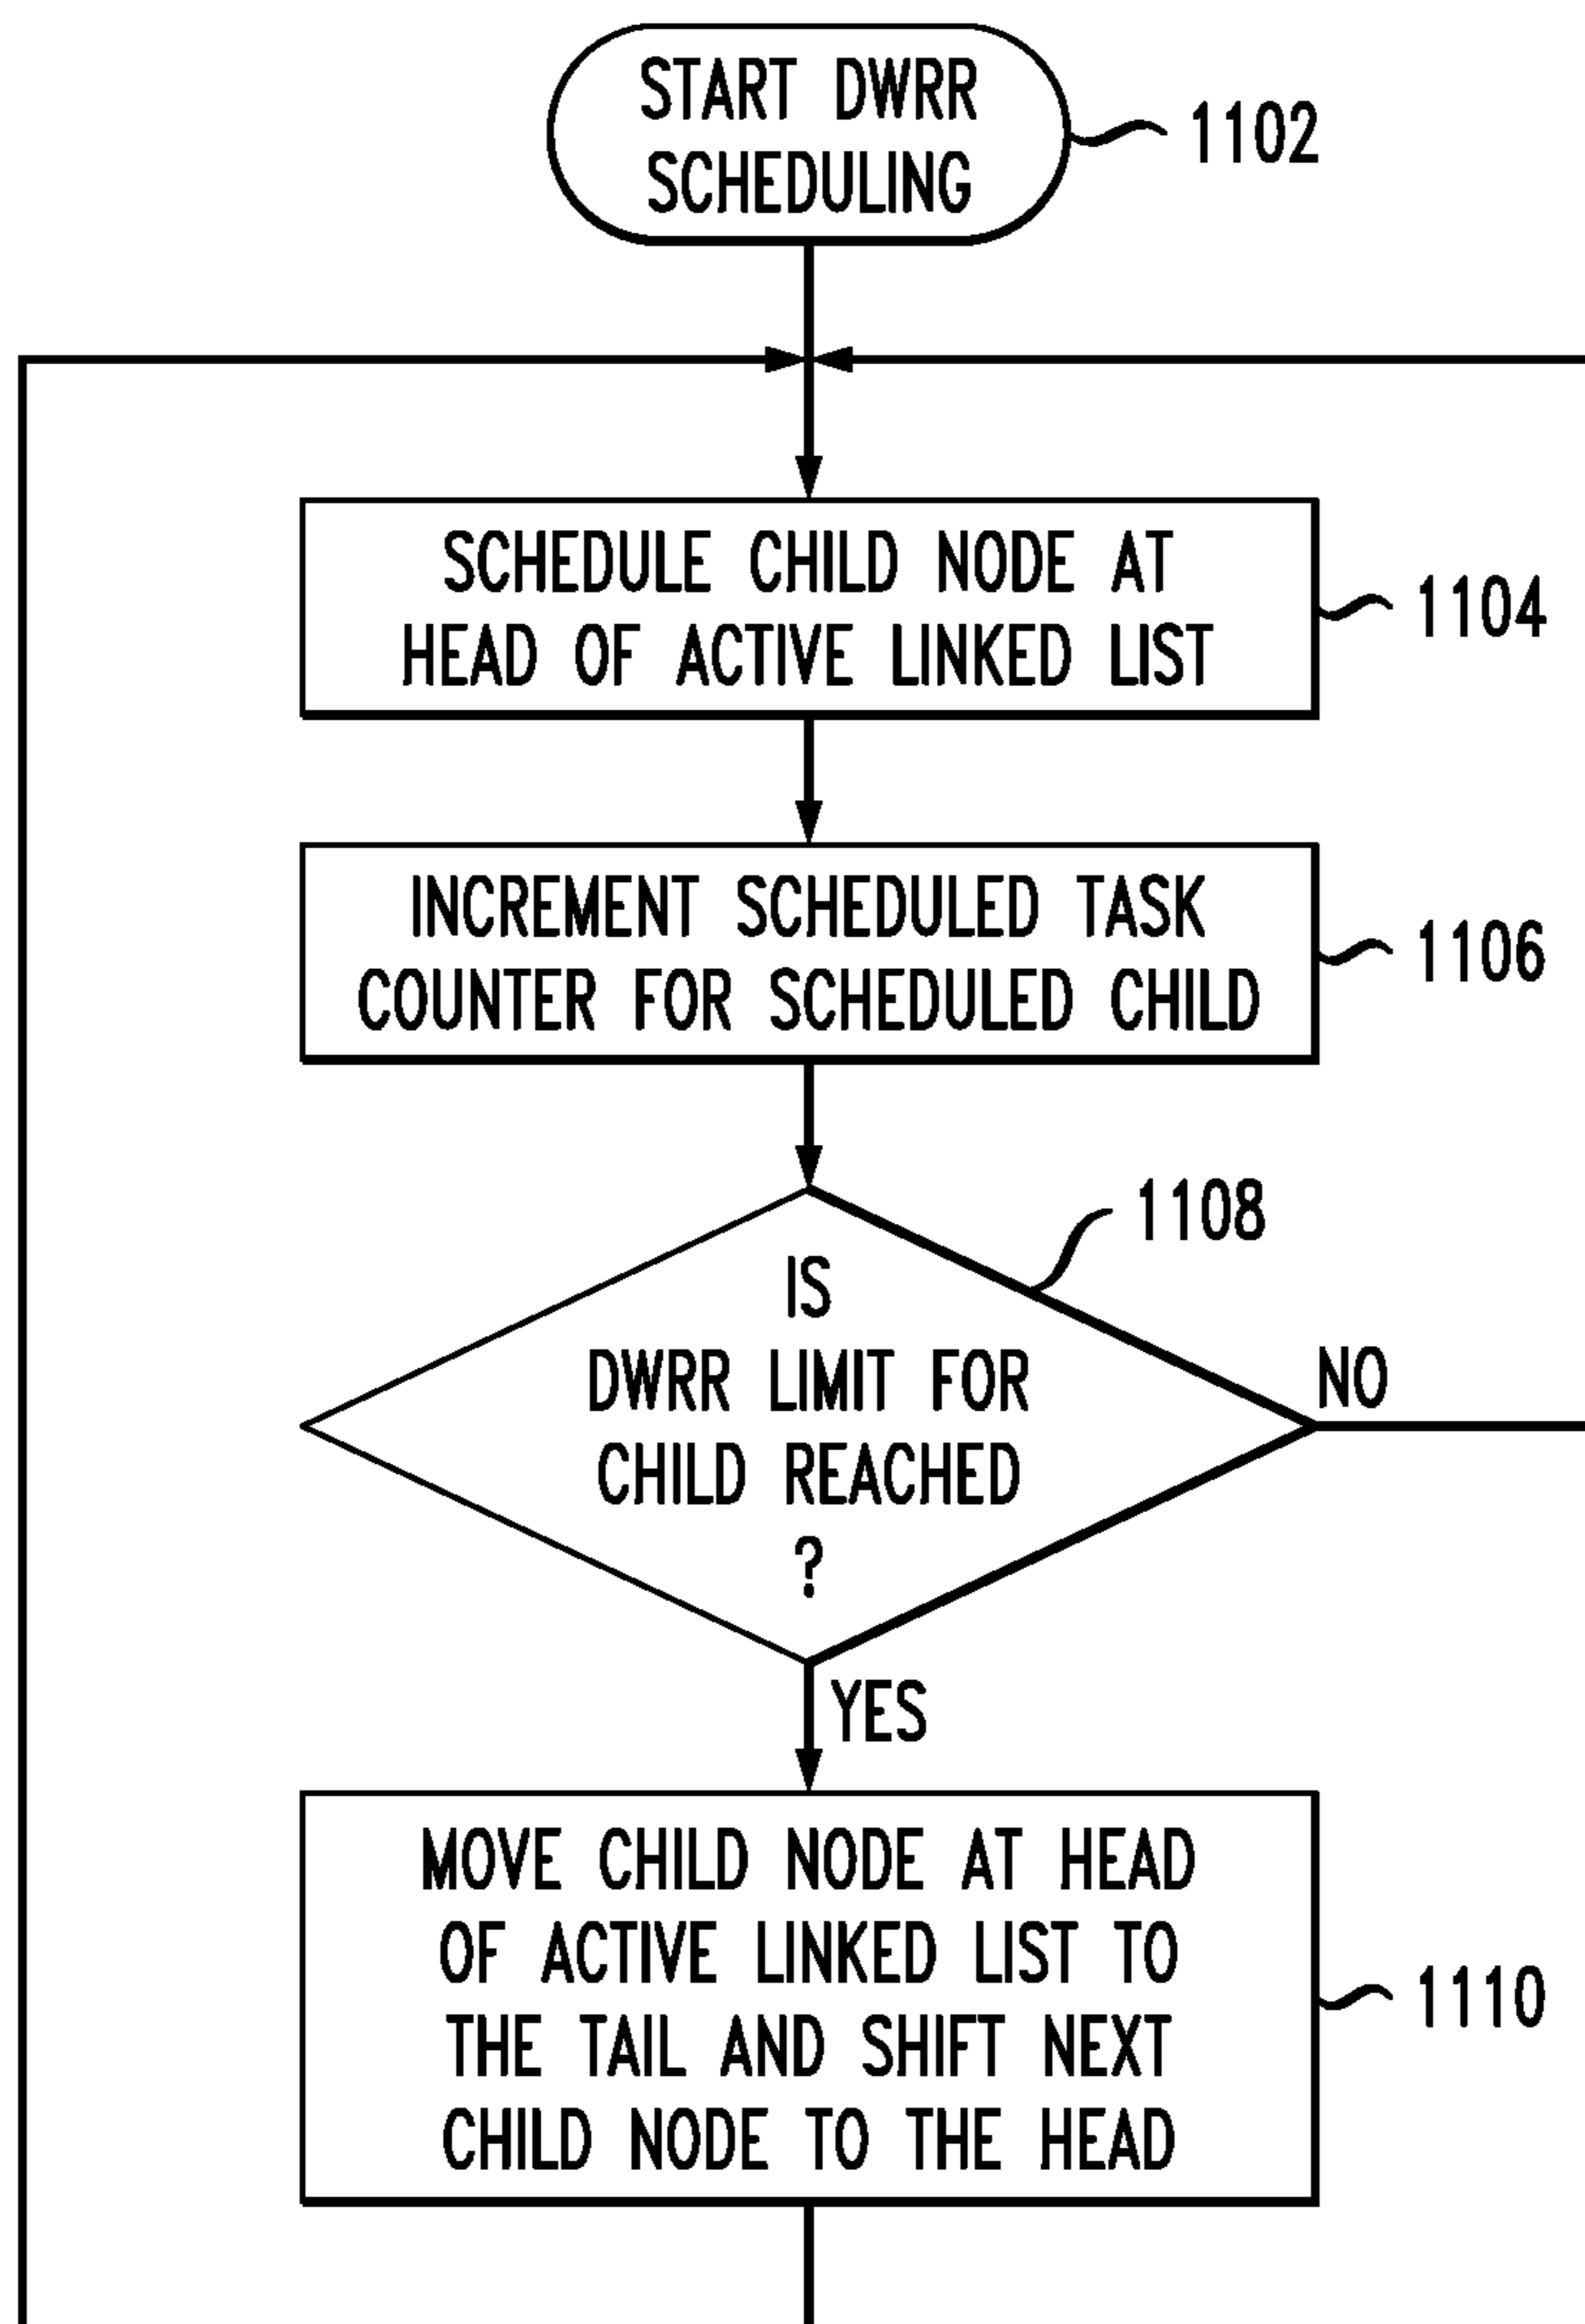 START DWRR
SCHEDULING
1102
SCHEDULE CHILD NODE AT
HEAD OF ACTIVE LINKED LIST
1104
INCREMENT SCHEDULED TASK
COUNTER FOR SCHEDULED CHILD
1106
1108
IS
DWRR LIMIT FOR
CHILD REACHED
?
NO
YES
MOVE CHILD NODE AT HEAD
OF ACTIVE LINKED LIST TO
THE TAIL AND SHIFT NEXT
CHILD NODE TO THE HEAD
1110